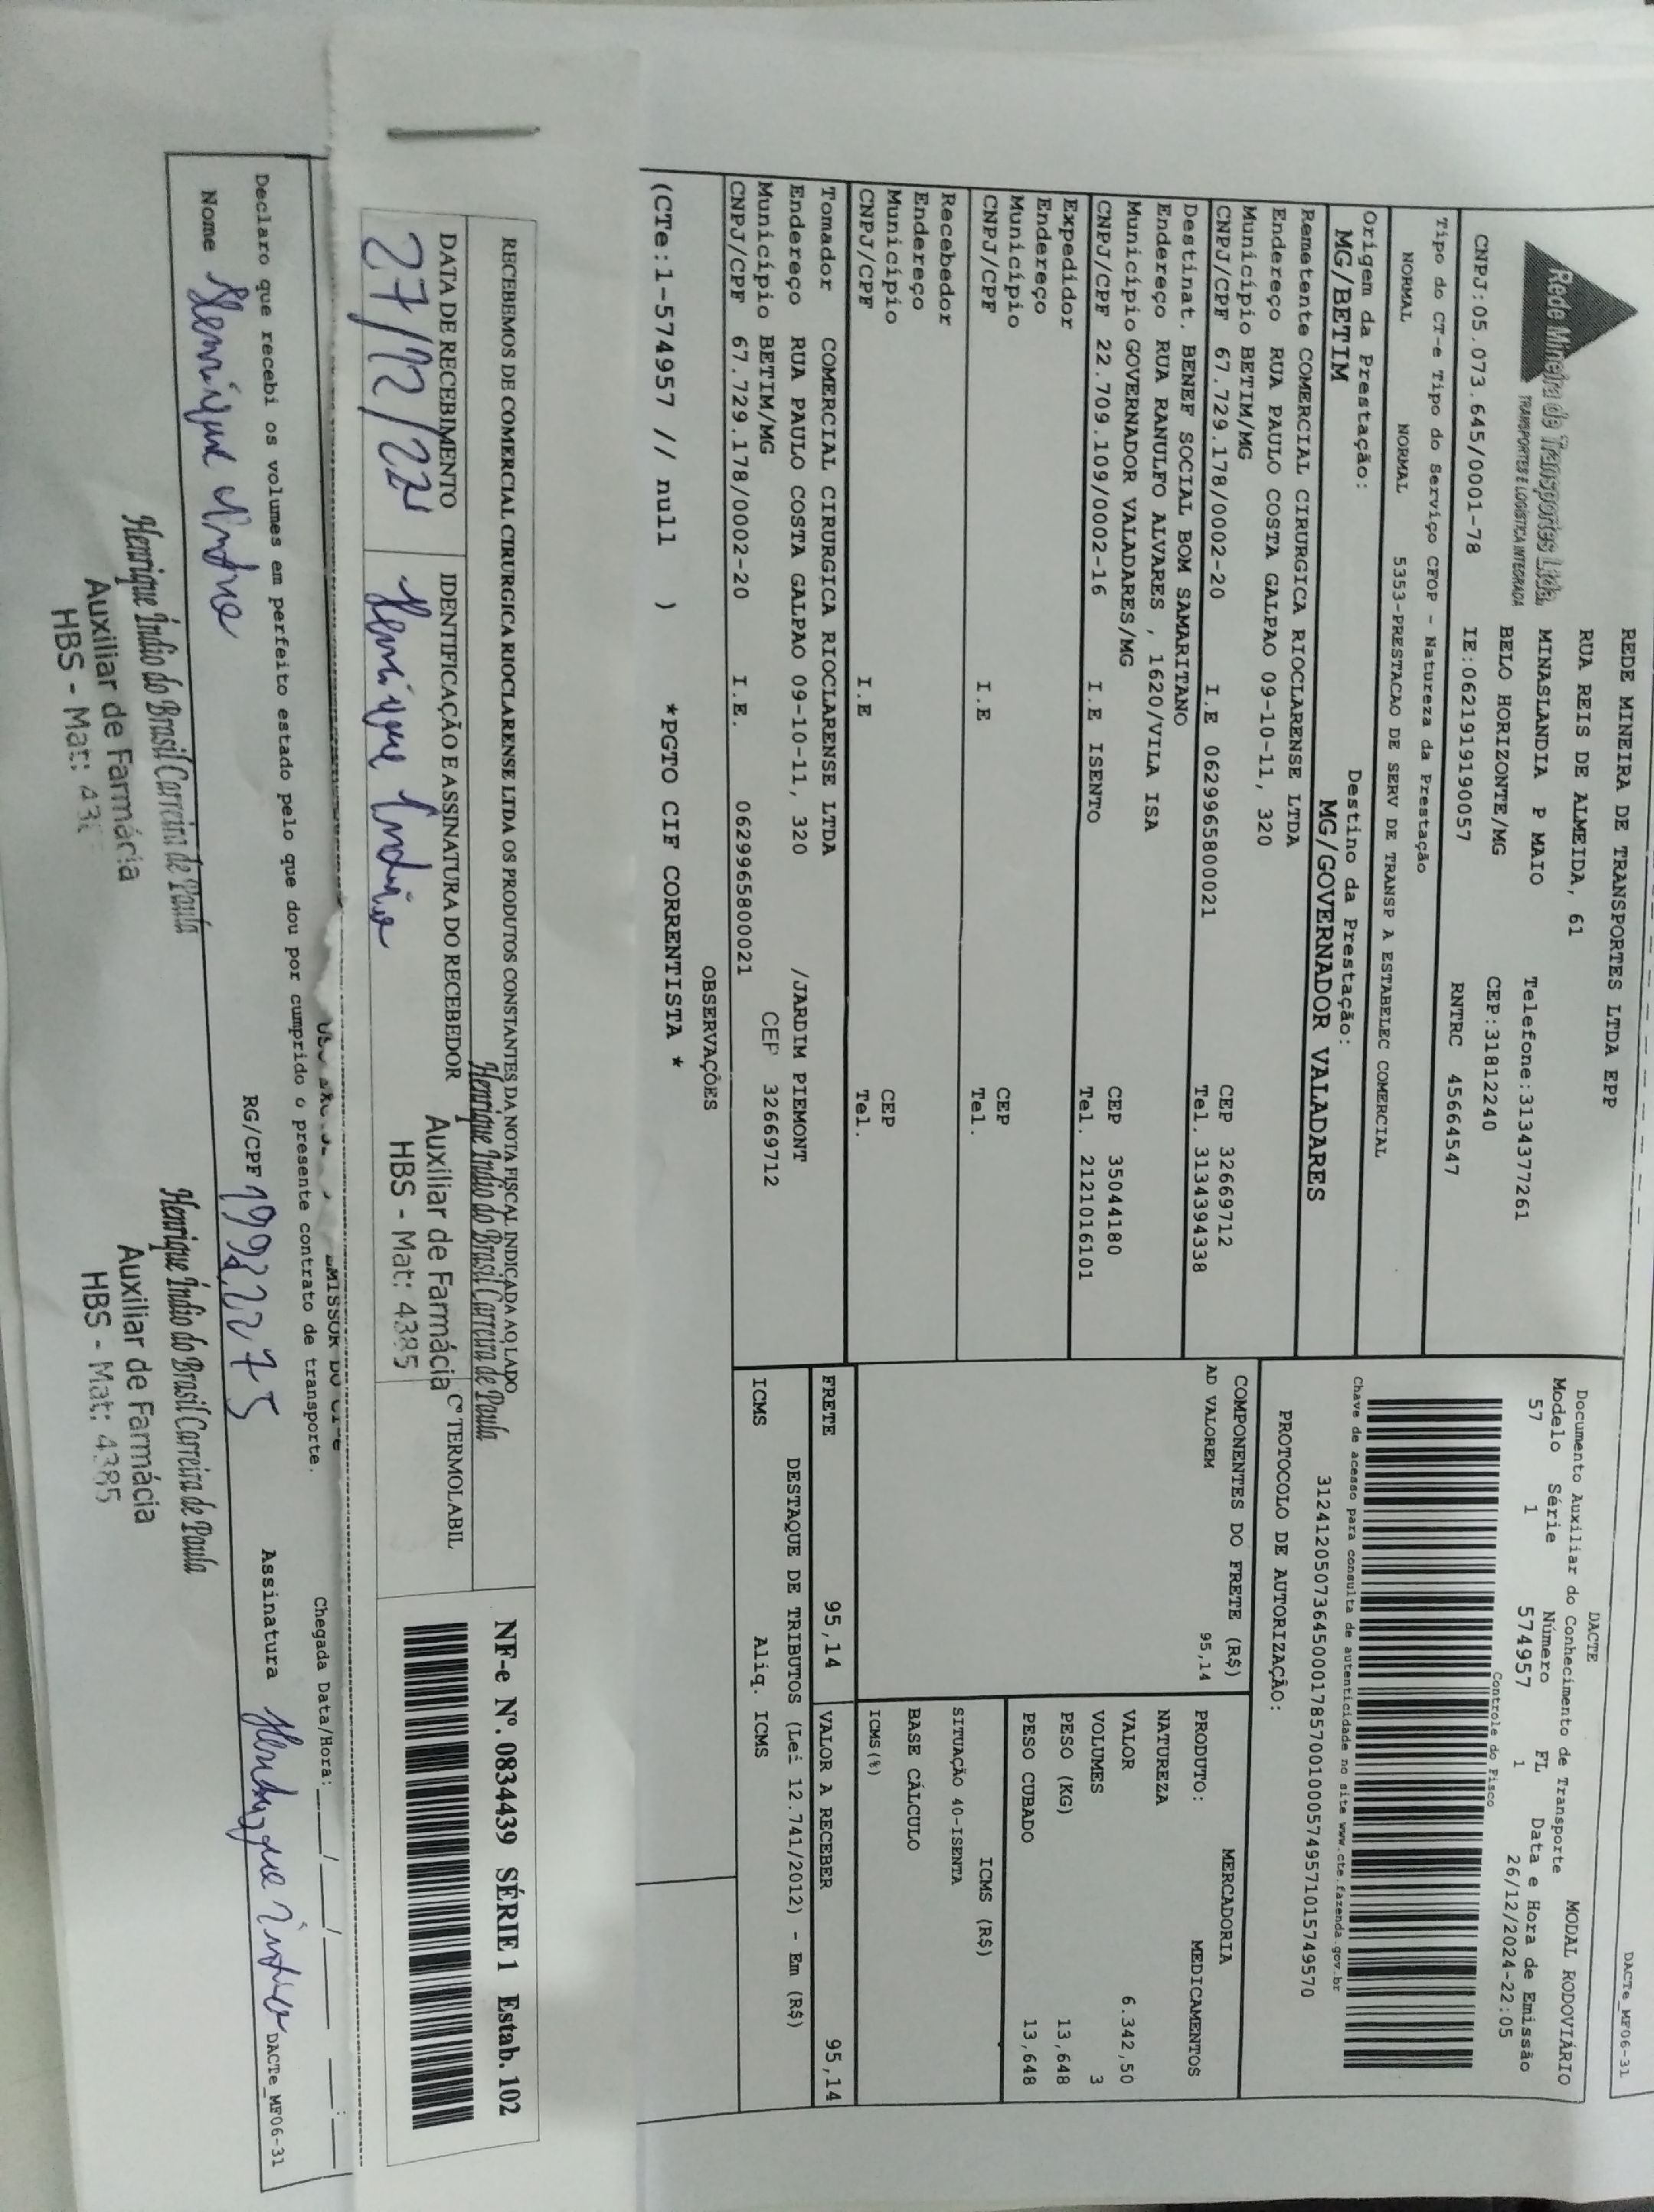 DACTe_MF06-31
REDE MINEIRA DE TRANSPORTES LTDA EPP
RUA REIS DE ALMEIDA, 61
MINASLANDIA P MAIO Telefone:3134377261
BELO HORIZONTE/MG CEP:31812240
Rede Mineira de Transportes Ltda.
TRANSPORTES E LOGÍSTICA INTEGRADA
CNPJ:05.073.645/0001-78 IE:0621919190057 RNTRC 45664547
DACTE
Documento Auxiliar do Conhecimento de Transporte MODAL RODOVIÁRIO
Modelo Série Número FL Data e Hora de Emissão
57 1 574957 1 26/12/2024-22:05
Controle do Fisco
Chave de acesso para consulta de autenticidade no site www.cte.fazenda.gov.br
31241205073645000178570010005749571015749570
PROTOCOLO DE AUTORIZAÇÃO:
Tipo do CT-e Tipo do Serviço CFOP - Natureza da Prestação
NORMAL NORMAL 5353-PRESTACAO DE SERV DE TRANSP A ESTABELEC COMERCIAL
Origem da Prestação: Destino da Prestação:
MG/BETIM MG/GOVERNADOR VALADARES
Remetente COMERCIAL CIRURGICA RIOCLARENSE LTDA
Endereço RUA PAULO COSTA GALPAO 09-10-11, 320
Município BETIM/MG CEP 32669712
CNPJ/CPF 67.729.178/0002-20 I.E 0629965800021 Tel. 3134394338
Destinat. BENEF SOCIAL BOM SAMARITANO
Endereço RUA RANULFO ALVARES , 1620/VILA ISA
Município GOVERNADOR VALADARES/MG CEP 35044180
CNPJ/CPF 22.709.109/0002-16 I.E ISENTO Tel. 2121016101
Expedidor
Endereço
Município CEP
CNPJ/CPF I.E Tel.
Recebedor
Endereço
Município CEP
CNPJ/CPF I.E Tel.
Tomador COMERCIAL CIRURGICA RIOCLARENSE LTDA
Endereço RUA PAULO COSTA GALPAO 09-10-11, 320 /JARDIM PIEMONT
Município BETIM/MG CEP 32669712
CNPJ/CPF 67.729.178/0002-20 I.E. 0629965800021
COMPONENTES DO FRETE (R$)
AD VALOREM 95,14
MERCADORIA
PRODUTO: MEDICAMENTOS
NATUREZA
VALOR 6.342,50
VOLUMES 3
PESO (KG) 13,648
PESO CUBADO 13,648
ICMS (R$)
SITUAÇÃO 40-ISENTA
BASE CÁLCULO
ICMS(%)
FRETE 95,14 VALOR A RECEBER 95,14
DESTAQUE DE TRIBUTOS (Lei 12.741/2012) - Em (R$)
ICMS Aliq. ICMS
OBSERVAÇÕES
(CTe:1-574957 // null ) *PGTO CIF CORRENTISTA *
RECEBEMOS DE COMERCIAL CIRURGICA RIOCLARENSE LTDA OS PRODUTOS CONSTANTES DA NOTA FISCAL INDICADA AO LADO
DATA DE RECEBIMENTO IDENTIFICAÇÃO E ASSINATURA DO RECEBEDOR Cº TERMOLABIL
27/12/22 Henrique Índio
Henrique Índio do Brasil Carreira de Paula
Auxiliar de Farmácia
HBS - Mat: 4385
NF-e Nº. 0834439 SÉRIE 1 Estab. 102
EMISSOR DO CT-e
Chegada Data/Hora:____/____/____ ___:___
Declaro que recebi os volumes em perfeito estado pelo que dou por cumprido o presente contrato de transporte.
Nome Henrique Índio RG/CPF Assinatura Henrique Índio
DACTe_MF06-31
Henrique Índio do Brasil Carreira de Paula
Auxiliar de Farmácia
HBS - Mat:
Henrique Índio do Brasil Carreira de Paula
Auxiliar de Farmácia
HBS - Mat: 4385